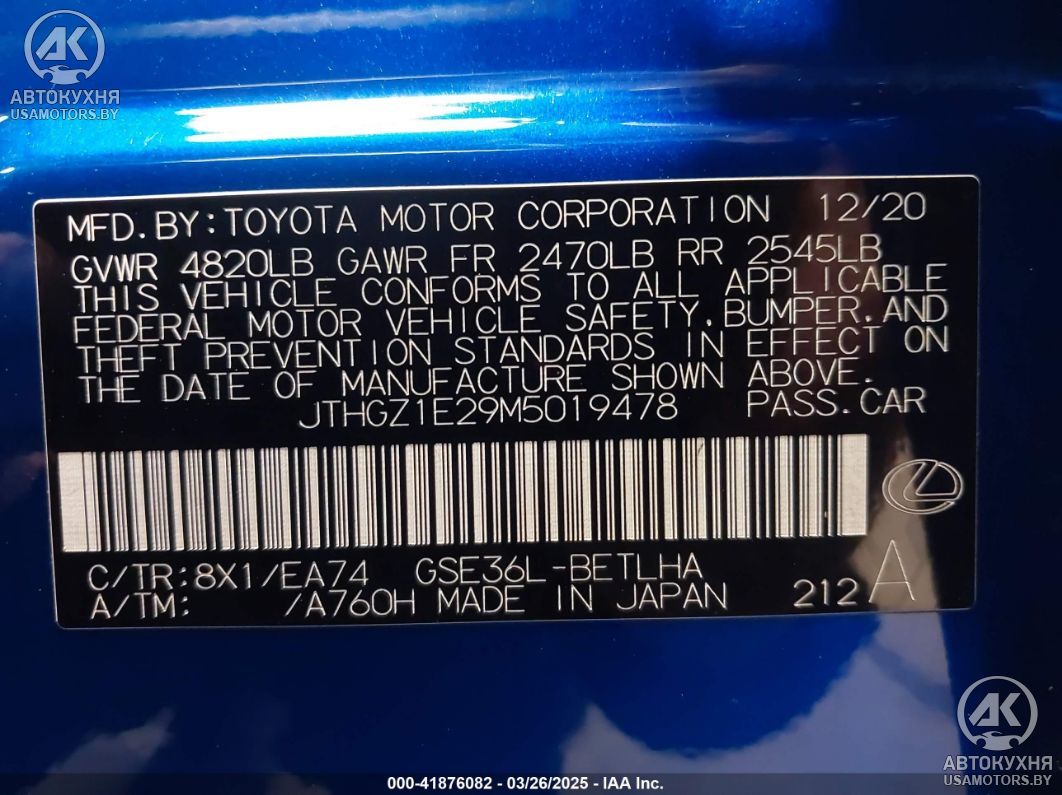 AK
АВТОКУХНЯ
USAMOTORS.BY
MFD.BY:TOYOTA MOTOR CORPORATION 12/20
GVWR 4820LB GAWR FR 2470LB RR 2545LB
THIS VEHICLE CONFORMS TO ALL APPLICABLE
FEDERAL MOTOR VEHICLE SAFETY,BUMPER,AND
THEFT PREVENTION STANDARDS IN EFFECT ON
THE DATE OF MANUFACTURE SHOWN ABOVE.
JTHGZ1E29M5019478 PASS.CAR
C/TR:8X1/EA74 GSE36L-BETLHA
A/TM: /A760H MADE IN JAPAN 212A
AK
АВТОКУХНЯ
USAMOTORS.BY
000-41876082 - 03/26/2025 - IAA Inc.